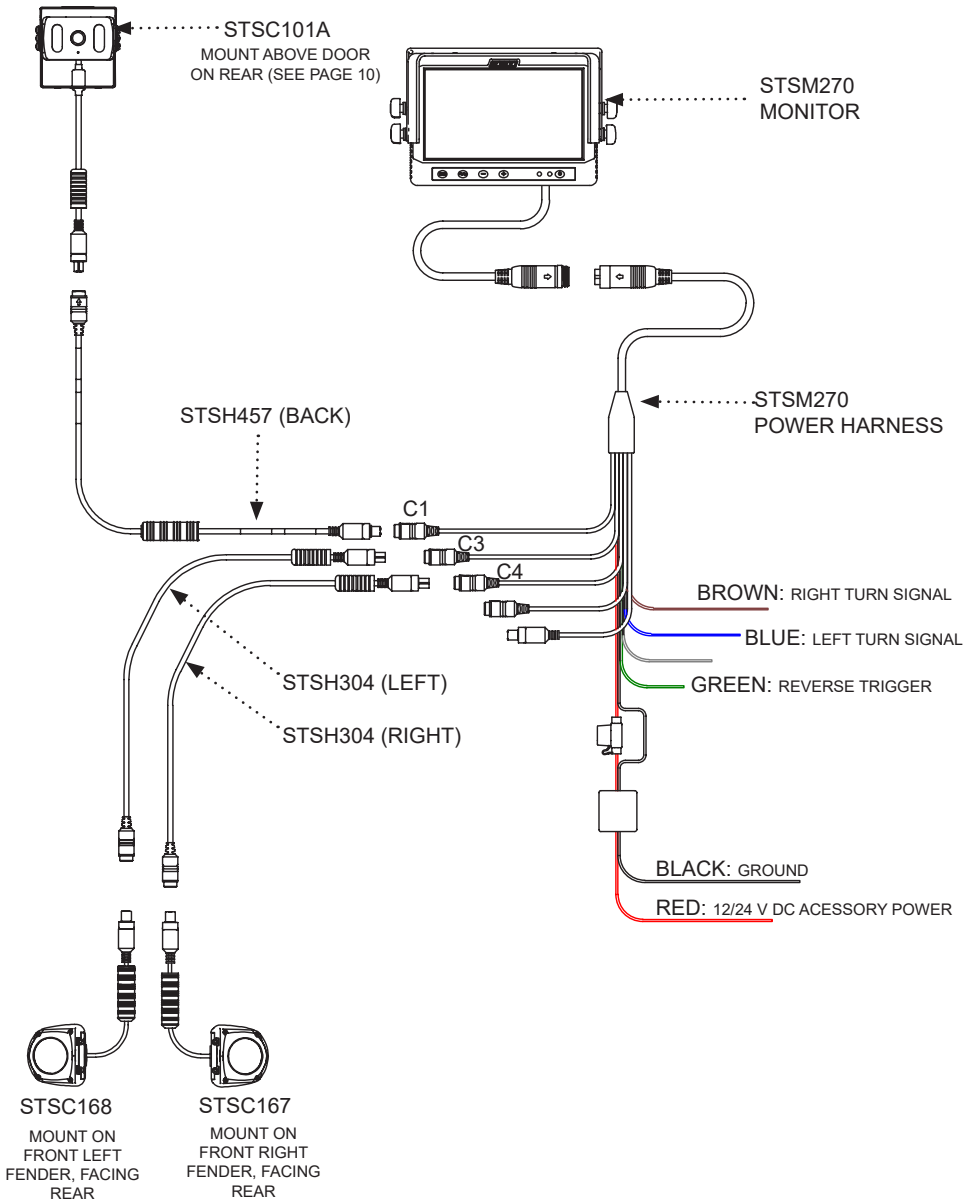 STSC101A
MOUNT ABOVE DOOR
ON REAR (SEE PAGE 10)
STSM270
MONITOR
STSM270
POWER HARNESS
STSH457 (BACK)
C1
C3
C4
BROWN: RIGHT TURN SIGNAL
BLUE: LEFT TURN SIGNAL
GREEN: REVERSE TRIGGER
STSH304 (LEFT)
STSH304 (RIGHT)
BLACK: GROUND
RED: 12/24 V DC ACESSORY POWER
STSC168
MOUNT ON
FRONT LEFT
FENDER, FACING
REAR
STSC167
MOUNT ON
FRONT RIGHT
FENDER, FACING
REAR